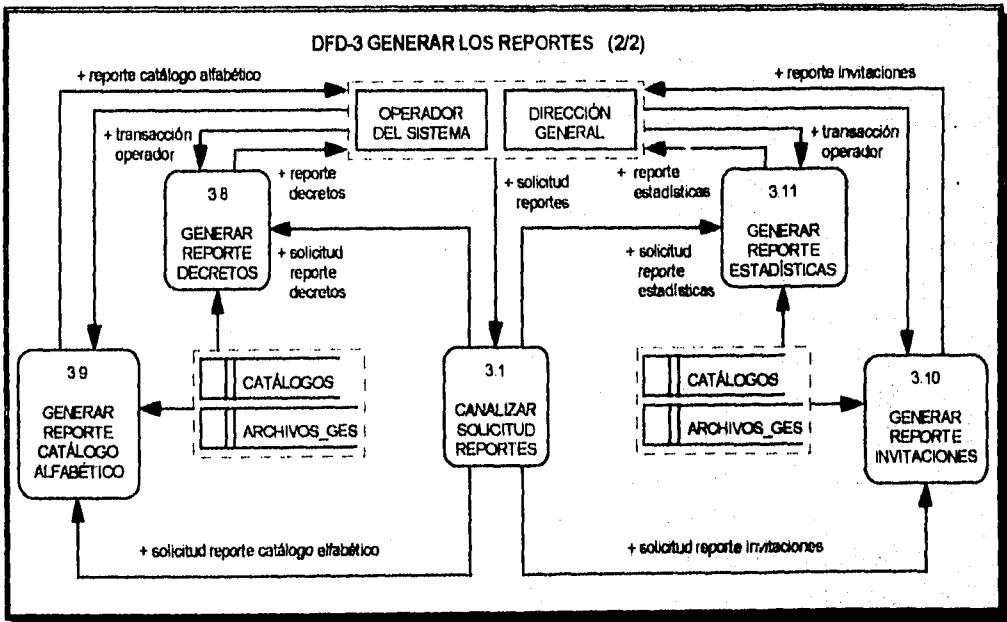 DFD-3 GENERAR LOS REPORTES (2/2)
+ reporte catálogo alfabético
+ reporte invitaciones
OPERADOR
DEL SISTEMA
DIRECCIÓN
GENERAL
+ transacción
operador
+ transacción
operador
+ reporte
decretos
+ solicitud
reportes
+ reporte
estadísticas
3.8
GENERAR
REPORTE
DECRETOS
3.11
GENERAR
REPORTE
ESTADÍSTICAS
+ solicitud
reporte
decretos
+ solicitud
reporte
estadísticas
3.9
GENERAR
REPORTE
CATÁLOGO
ALFABÉTICO
CATÁLOGOS
ARCHIVOS_GES
3.1
CANALIZAR
SOLICITUD
REPORTES
CATÁLOGOS
ARCHIVOS_GES
3.10
GENERAR
REPORTE
INVITACIONES
+ solicitud reporte catálogo alfabético
+ solicitud reporte invitaciones